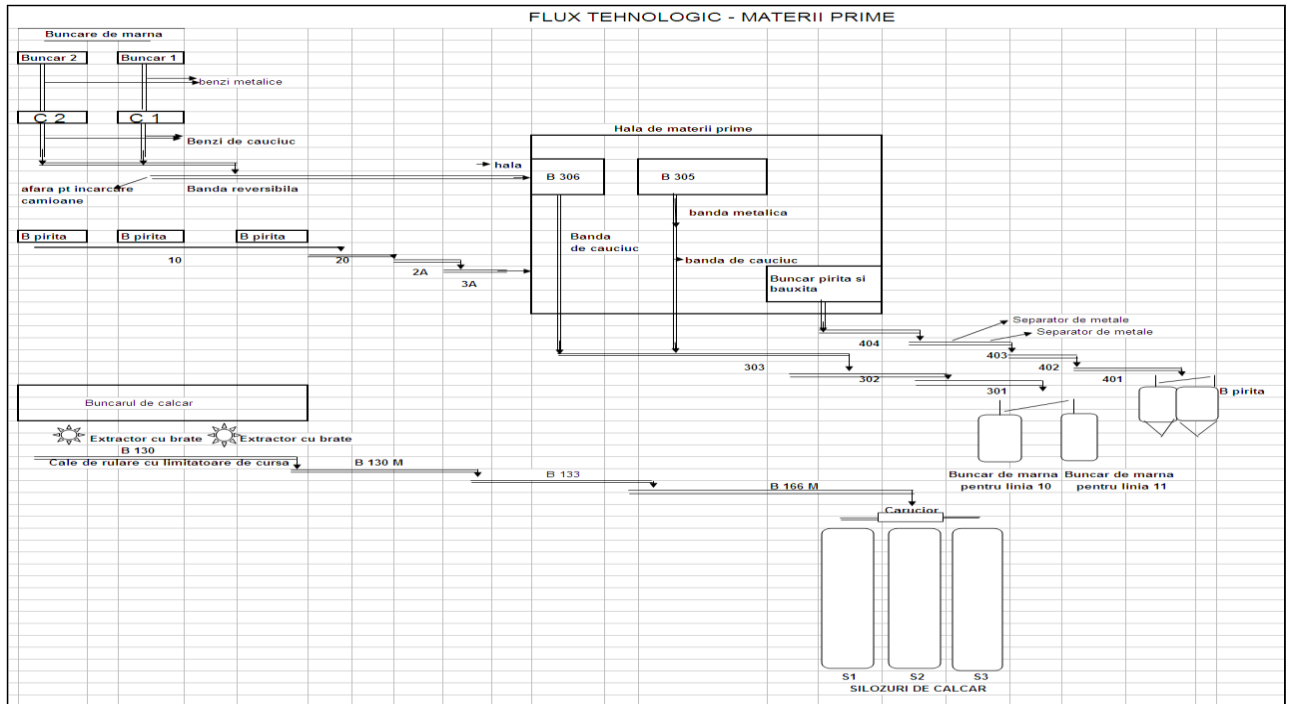 FLUX TEHNOLOGIC - MATERII PRIME
Buncare de marna
Buncar 2
Buncar 1
benzi metalice
C 2
C 1
Benzi de cauciuc
Hala de materii prime
hala
B 306
B 305
afara pt incarcare
camioane
Banda reversibila
banda metalica
B pirita
B pirita
B pirita
Banda
de cauciuc
banda de cauciuc
10
20
2A
3A
Buncar pirita si
bauxita
Separator de metale
Separator de metale
404
403
303
302
402
401
301
B pirita
Buncarul de calcar
Extractor cu brate
Extractor cu brate
B 130
Cale de rulare cu limitatoare de cursa
B 130 M
B 133
B 166 M
Buncar de marna
pentru linia 10
Buncar de marna
pentru linia 11
Carucior
S1
S2
S3
SILOZURI DE CALCAR